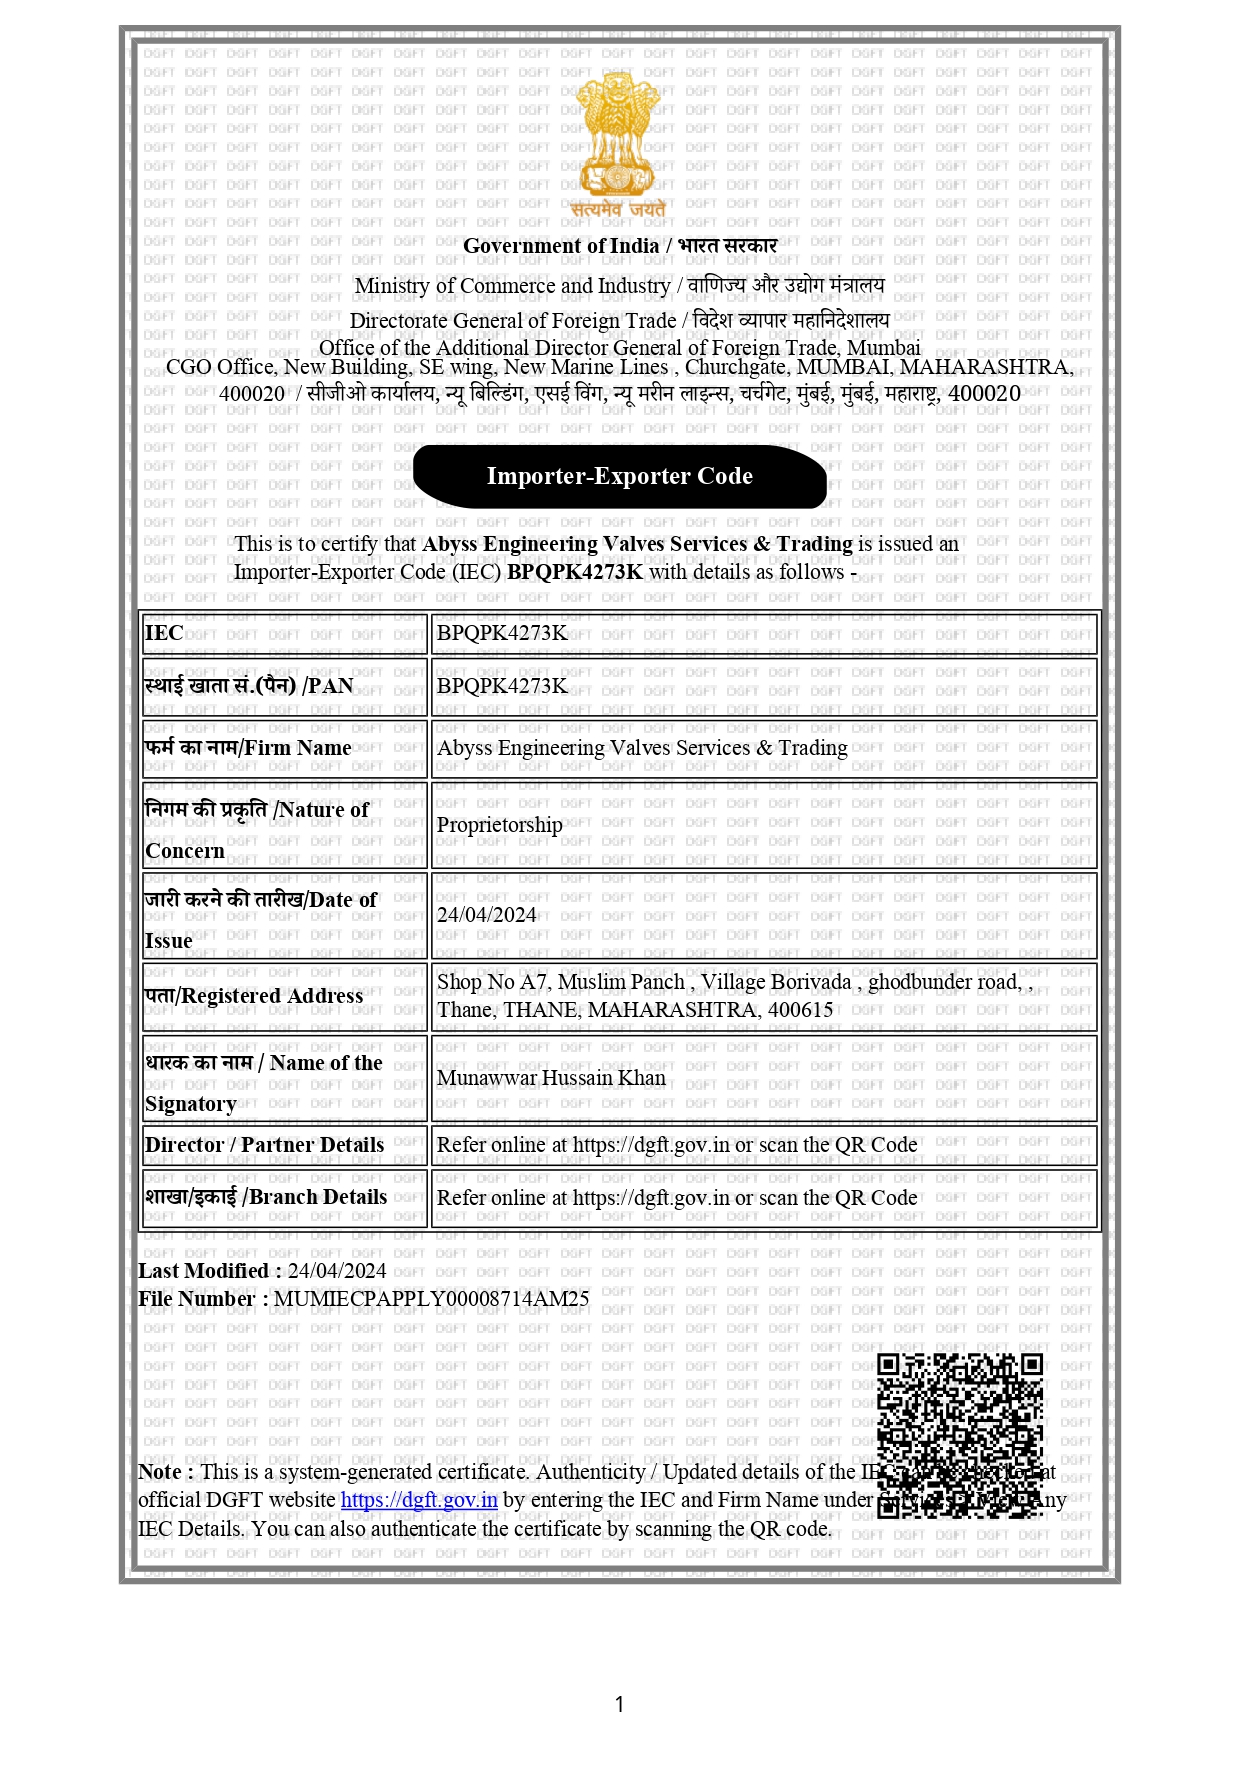 सत्यमेव जयते
Government of India / भारत सरकार
Ministry of Commerce and Industry / वाणिज्य और उद्योग मंत्रालय
Directorate General of Foreign Trade / विदेश व्यापार महानिदेशालय
Office of the Additional Director General of Foreign Trade, Mumbai
CGO Office, New Building, SE wing, New Marine Lines , Churchgate, MUMBAI, MAHARASHTRA,
400020 / सीजीओ कार्यालय, न्यू बिल्डिंग, एसई विंग, न्यू मरीन लाइन्स, चर्चगेट, मुंबई, मुंबई, महाराष्ट्र, 400020
Importer-Exporter Code
This is to certify that Abyss Engineering Valves Services & Trading is issued an
Importer-Exporter Code (IEC) BPQPK4273K with details as follows -
IEC BPQPK4273K
स्थाई खाता सं.(पैन) /PAN BPQPK4273K
फर्म का नाम/Firm Name Abyss Engineering Valves Services & Trading
निगम की प्रकृति /Nature of
Concern
Proprietorship
जारी करने की तारीख/Date of
Issue
24/04/2024
पता/Registered Address
Shop No A7, Muslim Panch , Village Borivada , ghodbunder road, ,
Thane, THANE, MAHARASHTRA, 400615
धारक का नाम / Name of the
Signatory
Munawwar Hussain Khan
Director / Partner Details Refer online at https://dgft.gov.in or scan the QR Code
शाखा/इकाई /Branch Details Refer online at https://dgft.gov.in or scan the QR Code
Last Modified : 24/04/2024
File Number : MUMIECPAPPLY00008714AM25
Note : This is a system-generated certificate. Authenticity / Updated details of the IEC at
official DGFT website https://dgft.gov.in by entering the IEC and Firm Name under Any
IEC Details. You can also authenticate the certificate by scanning the QR code.
1